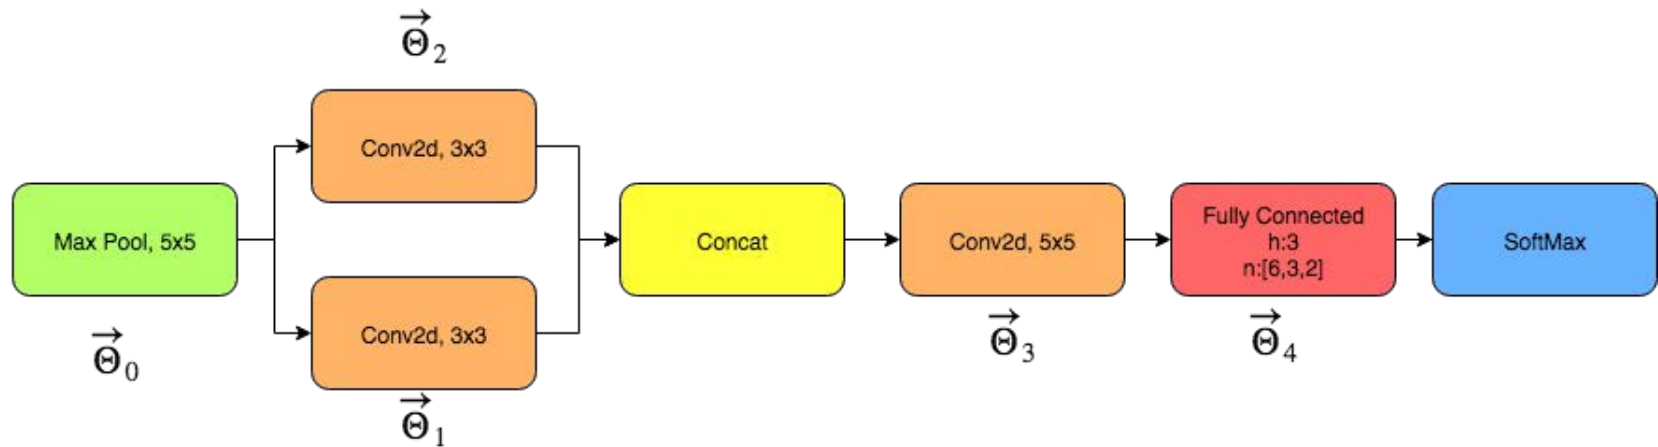 Θ⃗₂
Conv2d, 3x3
Max Pool, 5x5
Concat
Conv2d, 5x5
Fully Connected
h:3
n:[6,3,2]
SoftMax
Conv2d, 3x3
Θ⃗₀
Θ⃗₁
Θ⃗₃
Θ⃗₄